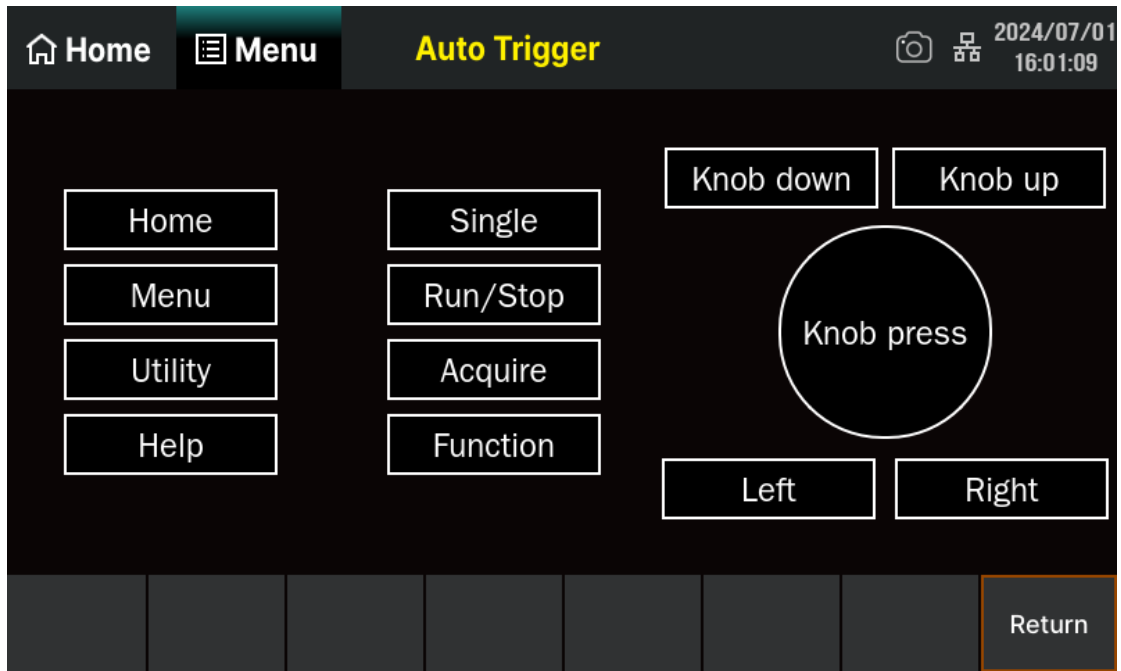 Home Menu Auto Trigger 2024/07/01
16:01:09
Knob down Knob up
Home Single
Menu Run/Stop
Knob press
Utility Acquire
Help Function
Left Right
Return